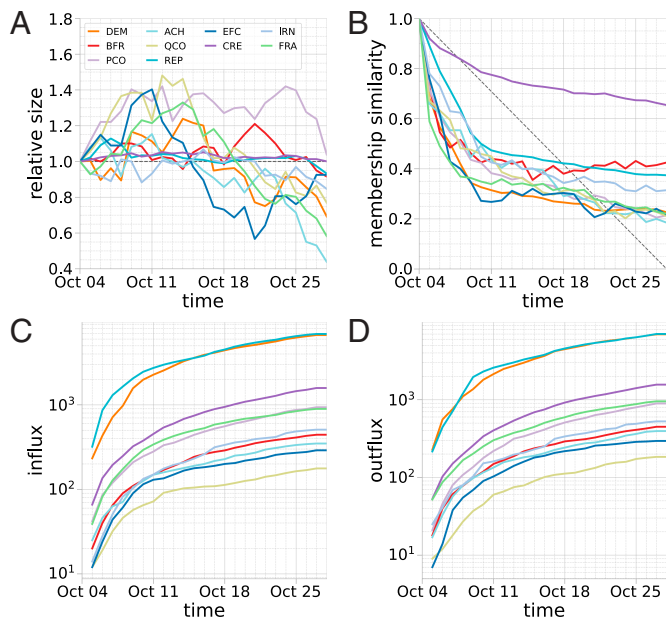 A
relative size
1.8
1.6
1.4
1.2
1.0
0.8
0.6
0.4
DEM
BFR
PCO
ACH
QCO
REP
EFC
CRE
IRN
FRA
Oct 04
Oct 11
Oct 18
Oct 25
time
B
membership similarity
1.0
0.8
0.6
0.4
0.2
0.0
Oct 04
Oct 11
Oct 18
Oct 25
time
C
influx
10³
10²
10¹
Oct 04
Oct 11
Oct 18
Oct 25
time
D
outflux
10³
10²
10¹
Oct 04
Oct 11
Oct 18
Oct 25
time